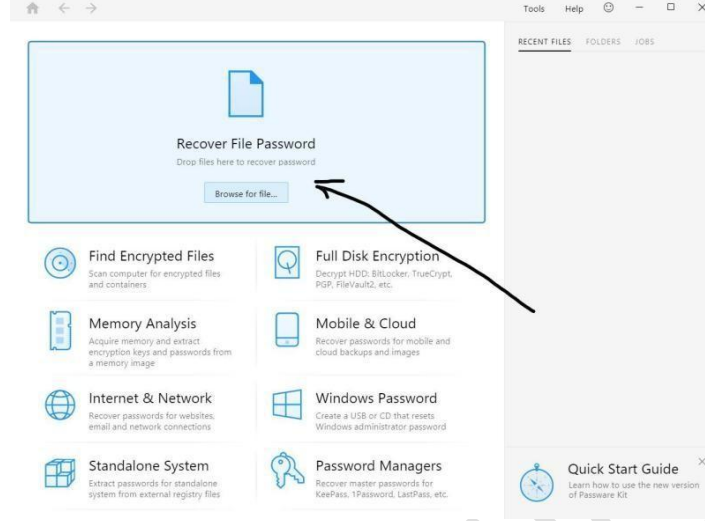 Tools Help
RECENT FILES FOLDERS JOBS
Recover File Password
Drop files here to recover password
Browse for file...
Find Encrypted Files
Scan computer for encrypted files
and containers
Full Disk Encryption
Decrypt HDD: BitLocker, TrueCrypt,
PGP, FileVault2, etc.
Memory Analysis
Acquire memory and extract
encryption keys and passwords from
a memory image
Mobile & Cloud
Recover passwords for mobile and
cloud backups and images
Internet & Network
Recover passwords for websites,
email and network connections
Windows Password
Create a USB or CD that resets
Windows administrator password
Standalone System
Extract passwords for standalone
system from external registry files
Password Managers
Recover master passwords for
KeePass, 1Password, LastPass, etc.
Quick Start Guide
Learn how to use the new version
of Passware Kit